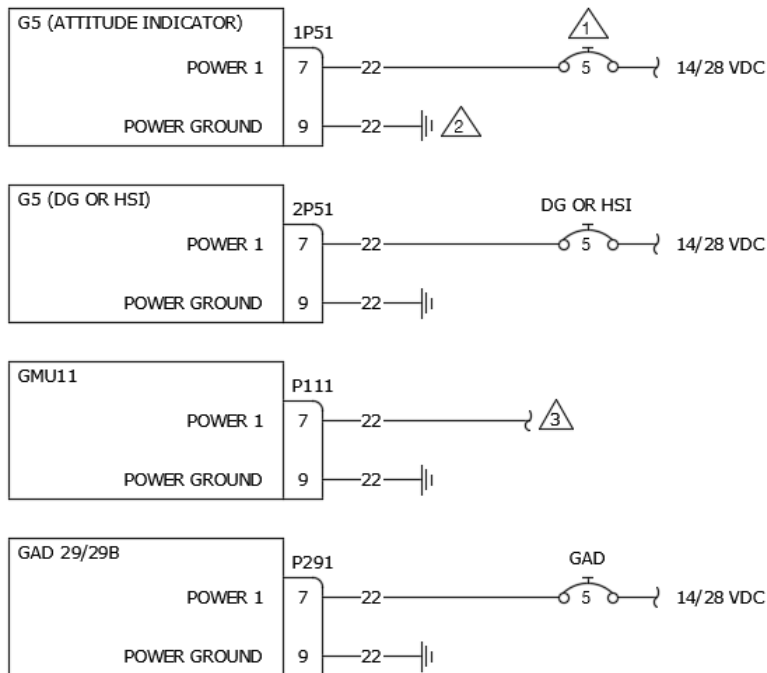 G5 (ATTITUDE INDICATOR)
1P51
1
POWER 1 7 22 5 14/28 VDC
POWER GROUND 9 22 2
G5 (DG OR HSI)
2P51 DG OR HSI
POWER 1 7 22 5 14/28 VDC
POWER GROUND 9 22
GMU11
P111
POWER 1 7 22 3
POWER GROUND 9 22
GAD 29/29B
P291 GAD
POWER 1 7 22 5 14/28 VDC
POWER GROUND 9 22